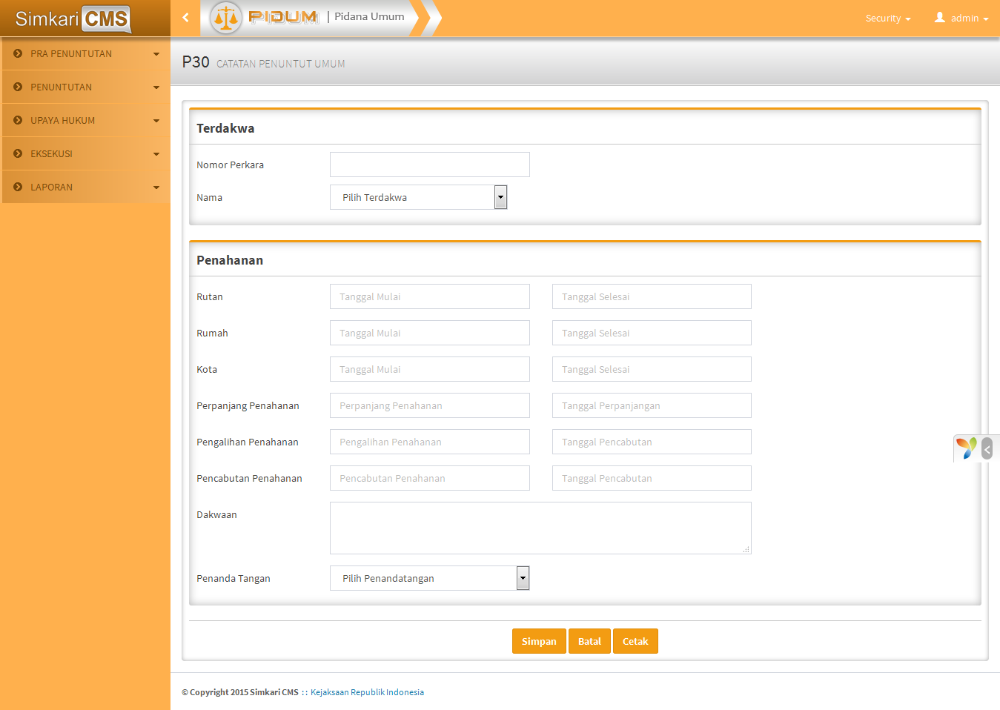 Simkari CMS
PIDUM | Pidana Umum
Security
admin
PRA PENUNTUTAN
PENUNTUTAN
UPAYA HUKUM
EKSEKUSI
LAPORAN
P30 CATATAN PENUNTUT UMUM
Terdakwa
Nomor Perkara
Nama Pilih Terdakwa
Penahanan
Rutan Tanggal Mulai Tanggal Selesai
Rumah Tanggal Mulai Tanggal Selesai
Kota Tanggal Mulai Tanggal Selesai
Perpanjang Penahanan Perpanjang Penahanan Tanggal Perpanjangan
Pengalihan Penahanan Pengalihan Penahanan Tanggal Pencabutan
Pencabutan Penahanan Pencabutan Penahanan Tanggal Pencabutan
Dakwaan
Penanda Tangan Pilih Penandatangan
Simpan Batal Cetak
© Copyright 2015 Simkari CMS :: Kejaksaan Republik Indonesia